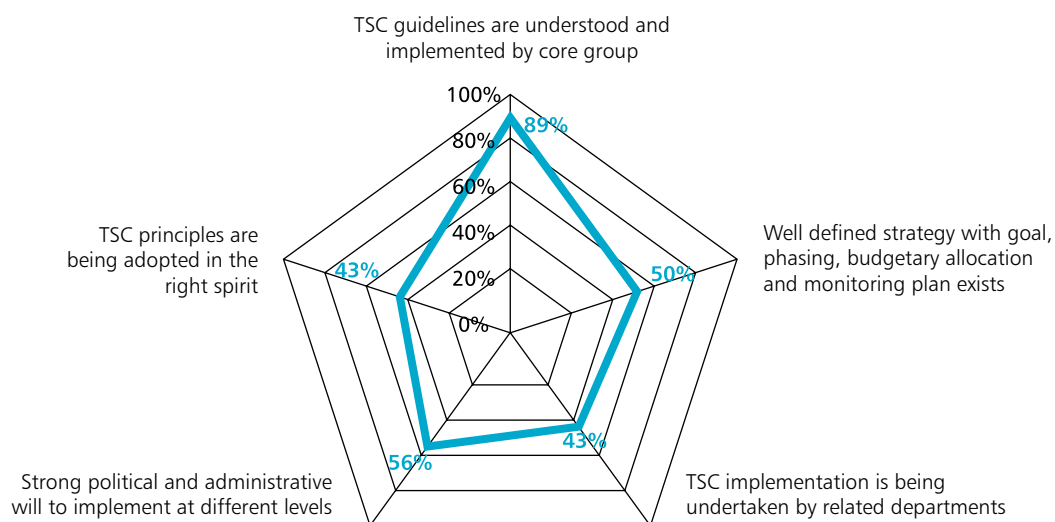 TSC guidelines are understood and
implemented by core group
100%
89%
80%
60%
40%
20%
0%
Well defined strategy with goal,
phasing, budgetary allocation
and monitoring plan exists
50%
TSC principles are
being adopted in the
right spirit
43%
Strong political and administrative
will to implement at different levels
56%
43%
TSC implementation is being
undertaken by related departments